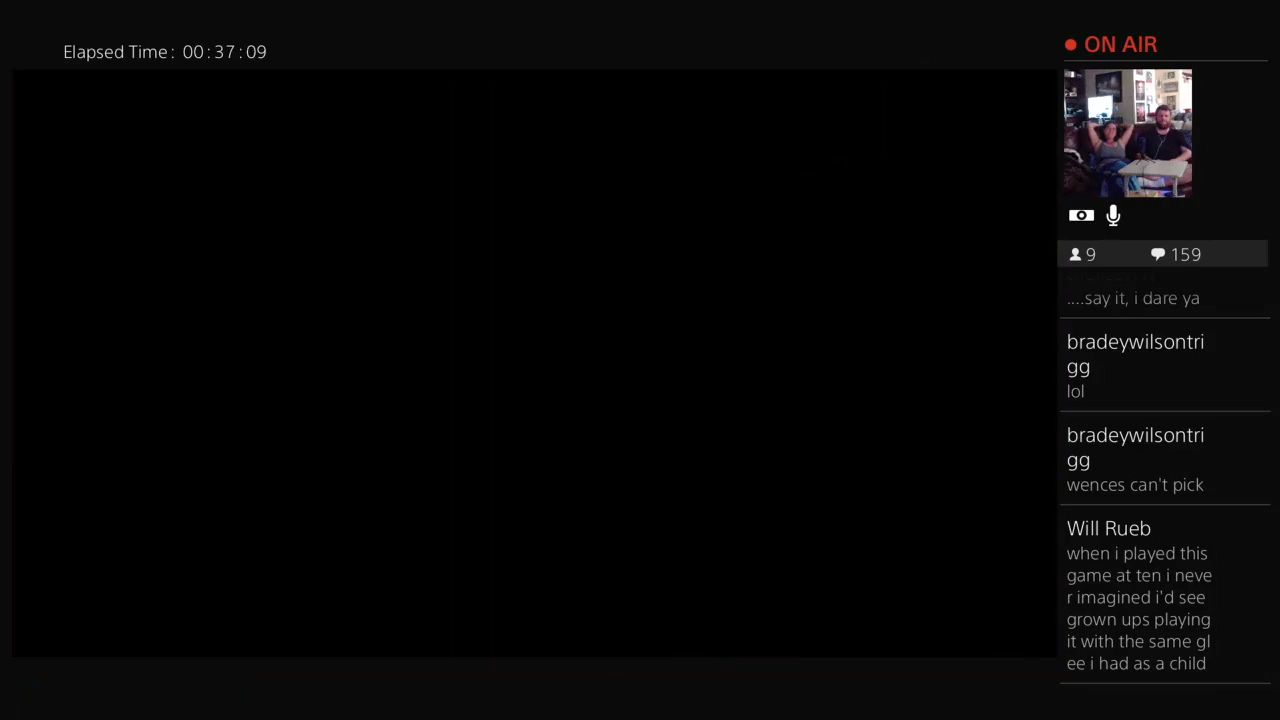 Elapsed Time: 00:37:09
ON AIR
9 159
....say it, i dare ya
bradeywilsontri
gg
lol
bradeywilsontri
gg
wences can't pick
Will Rueb
when i played this
game at ten i neve
r imagined i'd see
grown ups playing
it with the same gl
ee i had as a child